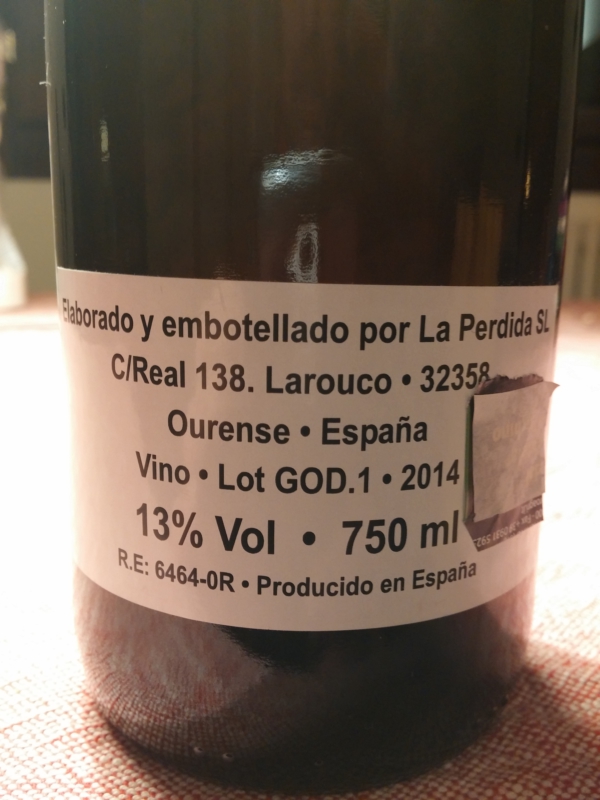 Elaborado y embotellado por La Perdida SL
C/Real 138. Larouco • 32358
Ourense • España
Vino • Lot GOD.1 • 2014
13% Vol • 750 ml
R.E: 6464-0R • Producido en España